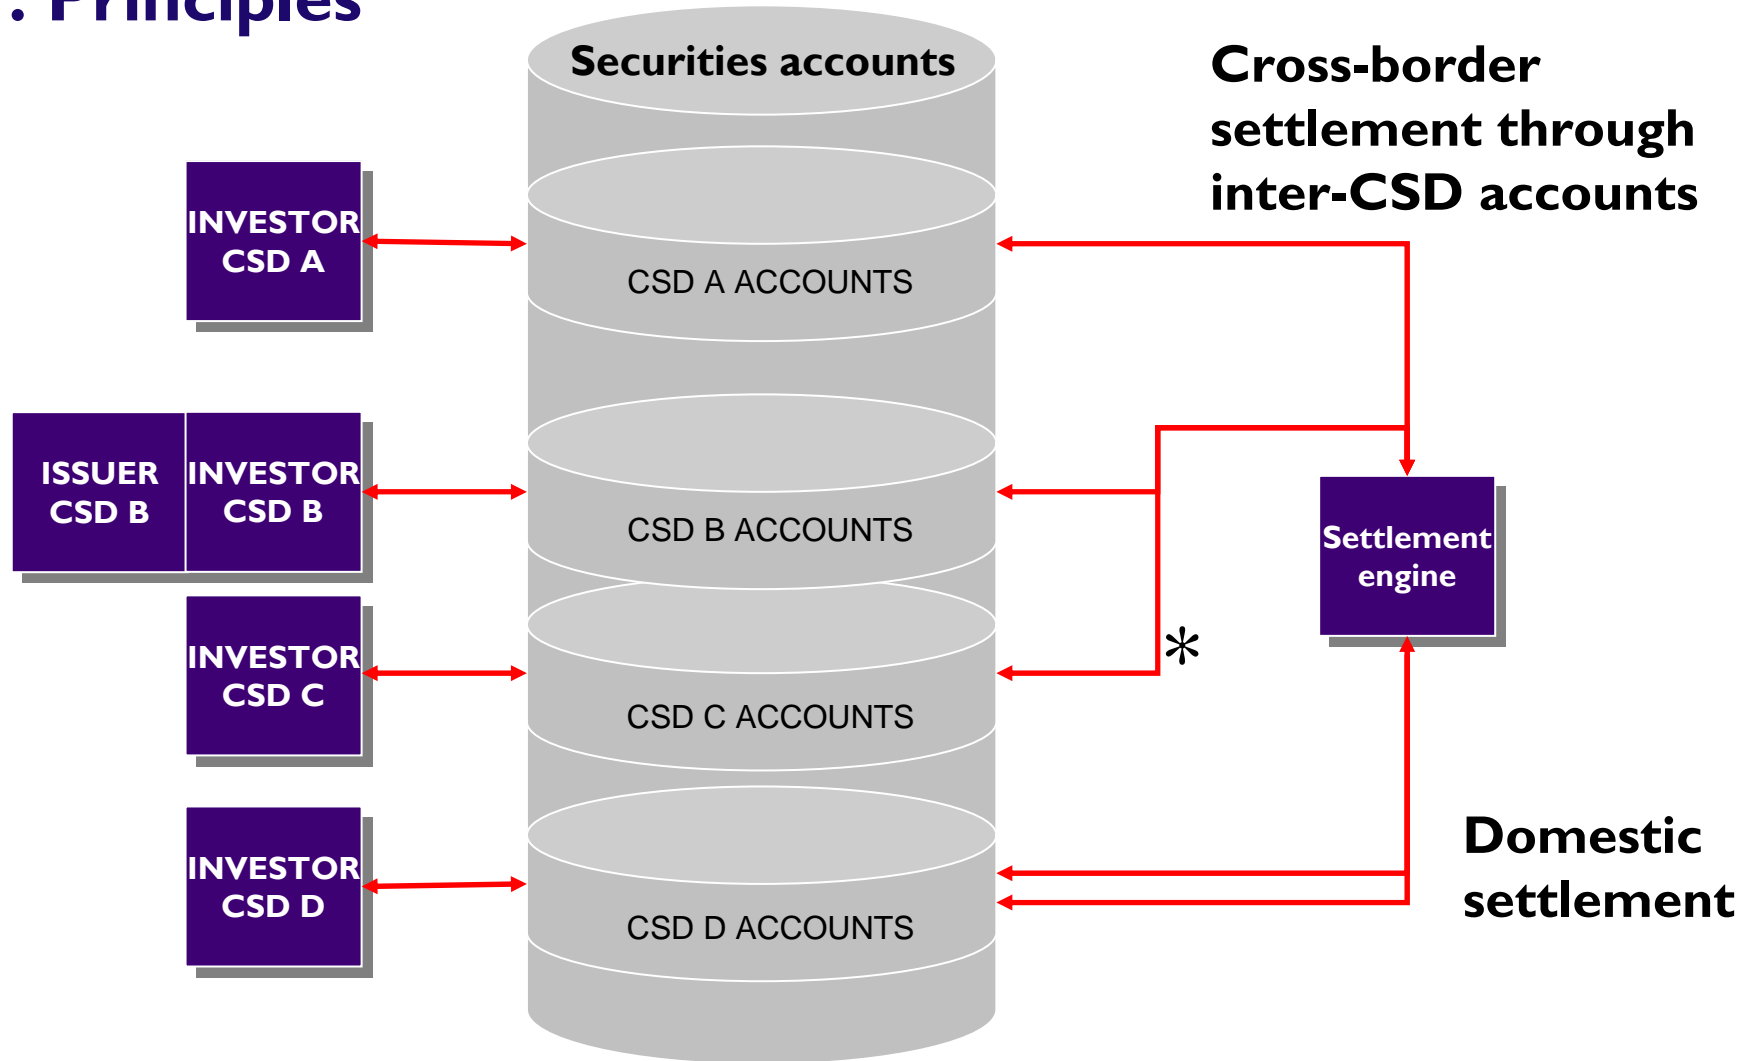 . Principles
Securities accounts
Cross-border
settlement through
inter-CSD accounts
INVESTOR
CSD A
CSD A ACCOUNTS
ISSUER
CSD B
INVESTOR
CSD B
CSD B ACCOUNTS
Settlement
engine
*
INVESTOR
CSD C
CSD C ACCOUNTS
INVESTOR
CSD D
CSD D ACCOUNTS
Domestic
settlement